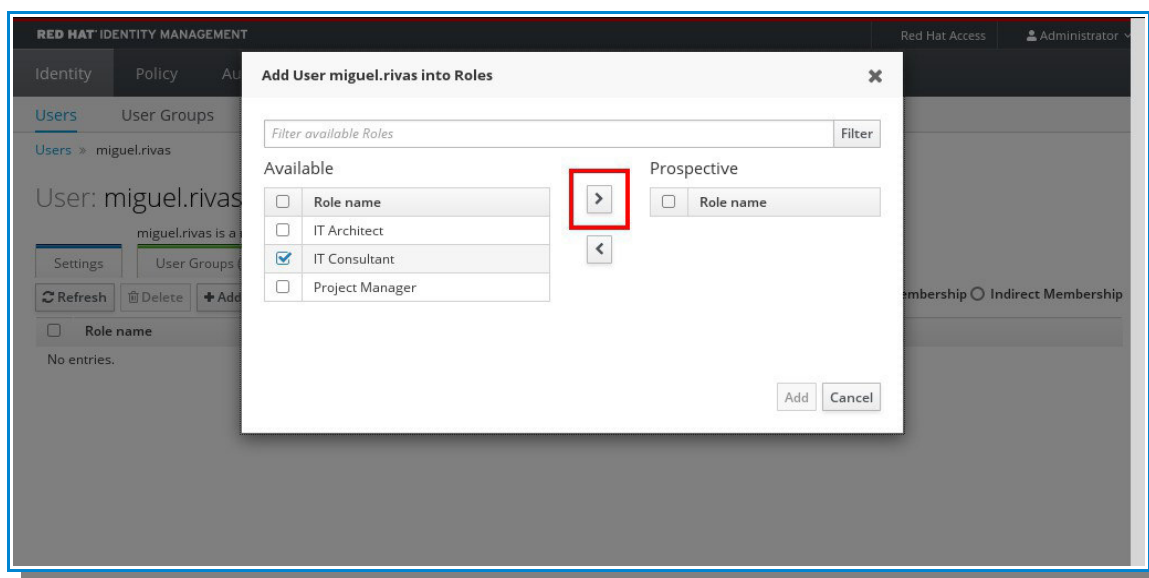 RED HAT® IDENTITY MANAGEMENT
Red Hat Access
Administrator
Identity
Policy
Au
Users
User Groups
Users » miguel.rivas
User: miguel.rivas
miguel.rivas is a
Settings
User Groups (
Refresh
Delete
Add
embership
Indirect Membership
Role name
No entries.
Add User miguel.rivas into Roles
Filter available Roles
Filter
Available
Prospective
Role name
Role name
IT Architect
IT Consultant
Project Manager
Add
Cancel